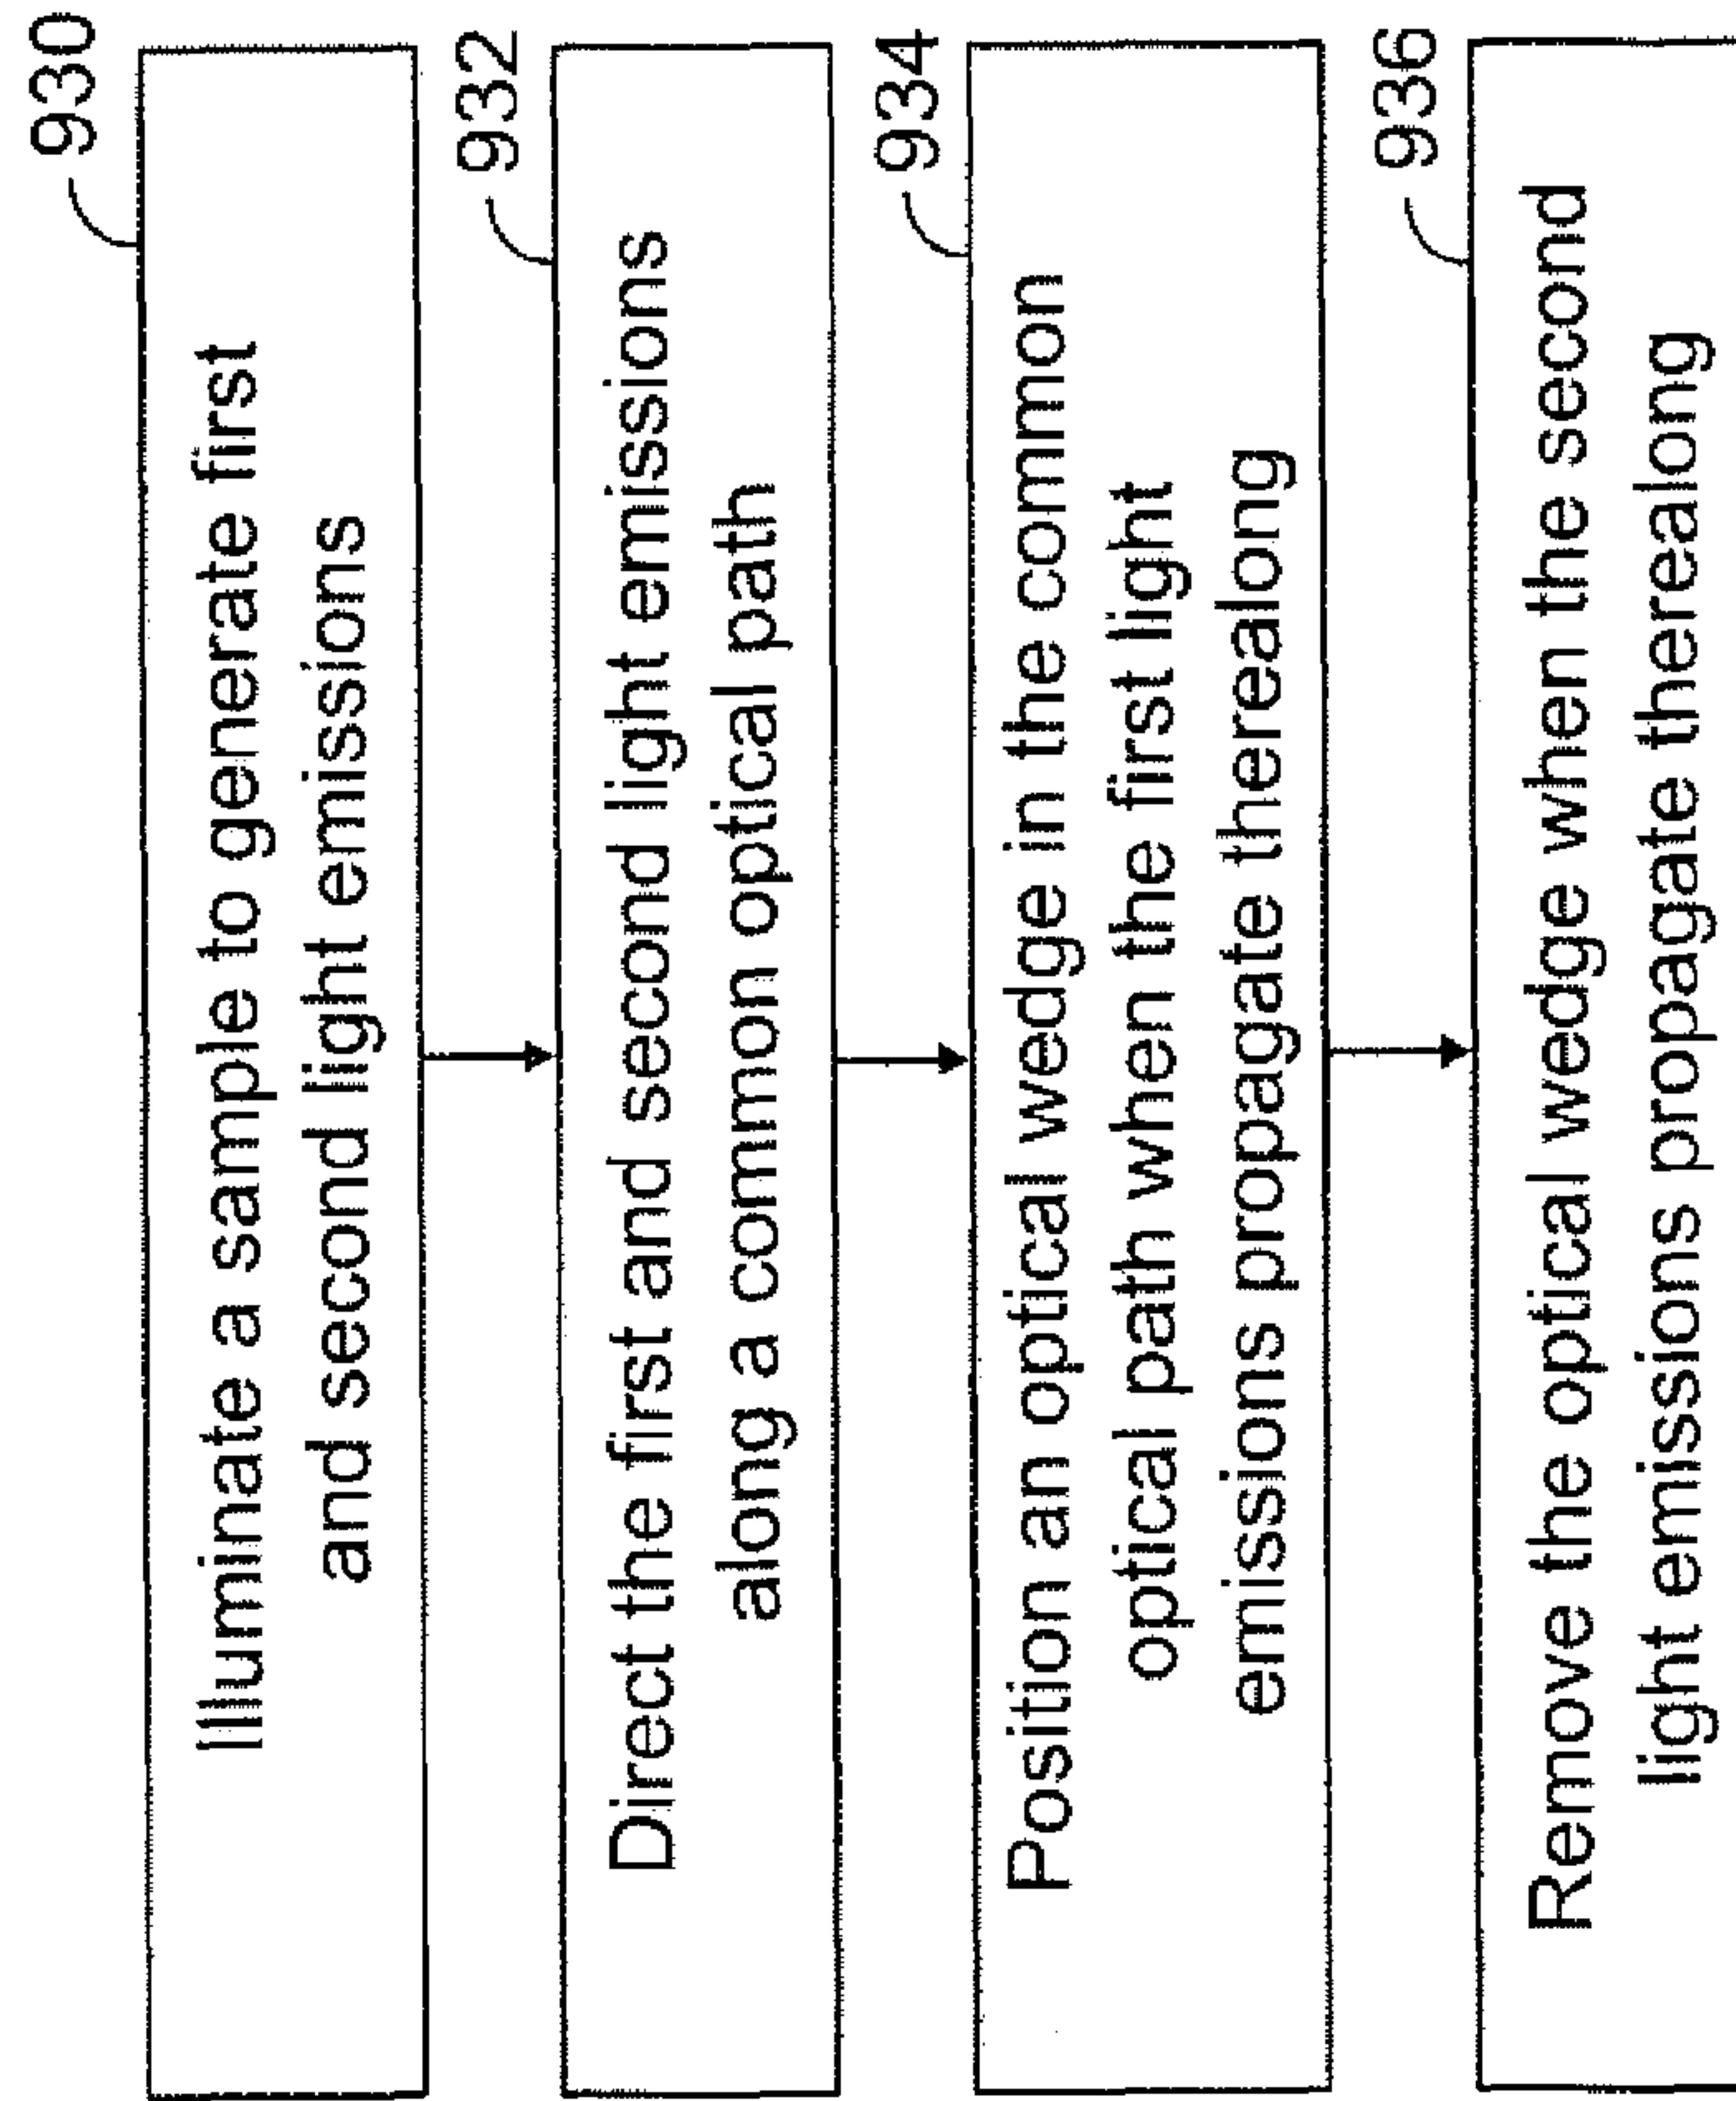 930
Illuminate a sample to generate first
and second light emissions
932
Direct the first and second light emissions
along a common optical path
934
Position an optical wedge in the common
optical path when the first light
emissions propagate therealong
936
Remove the optical wedge when the second
light emissions propagate therealong